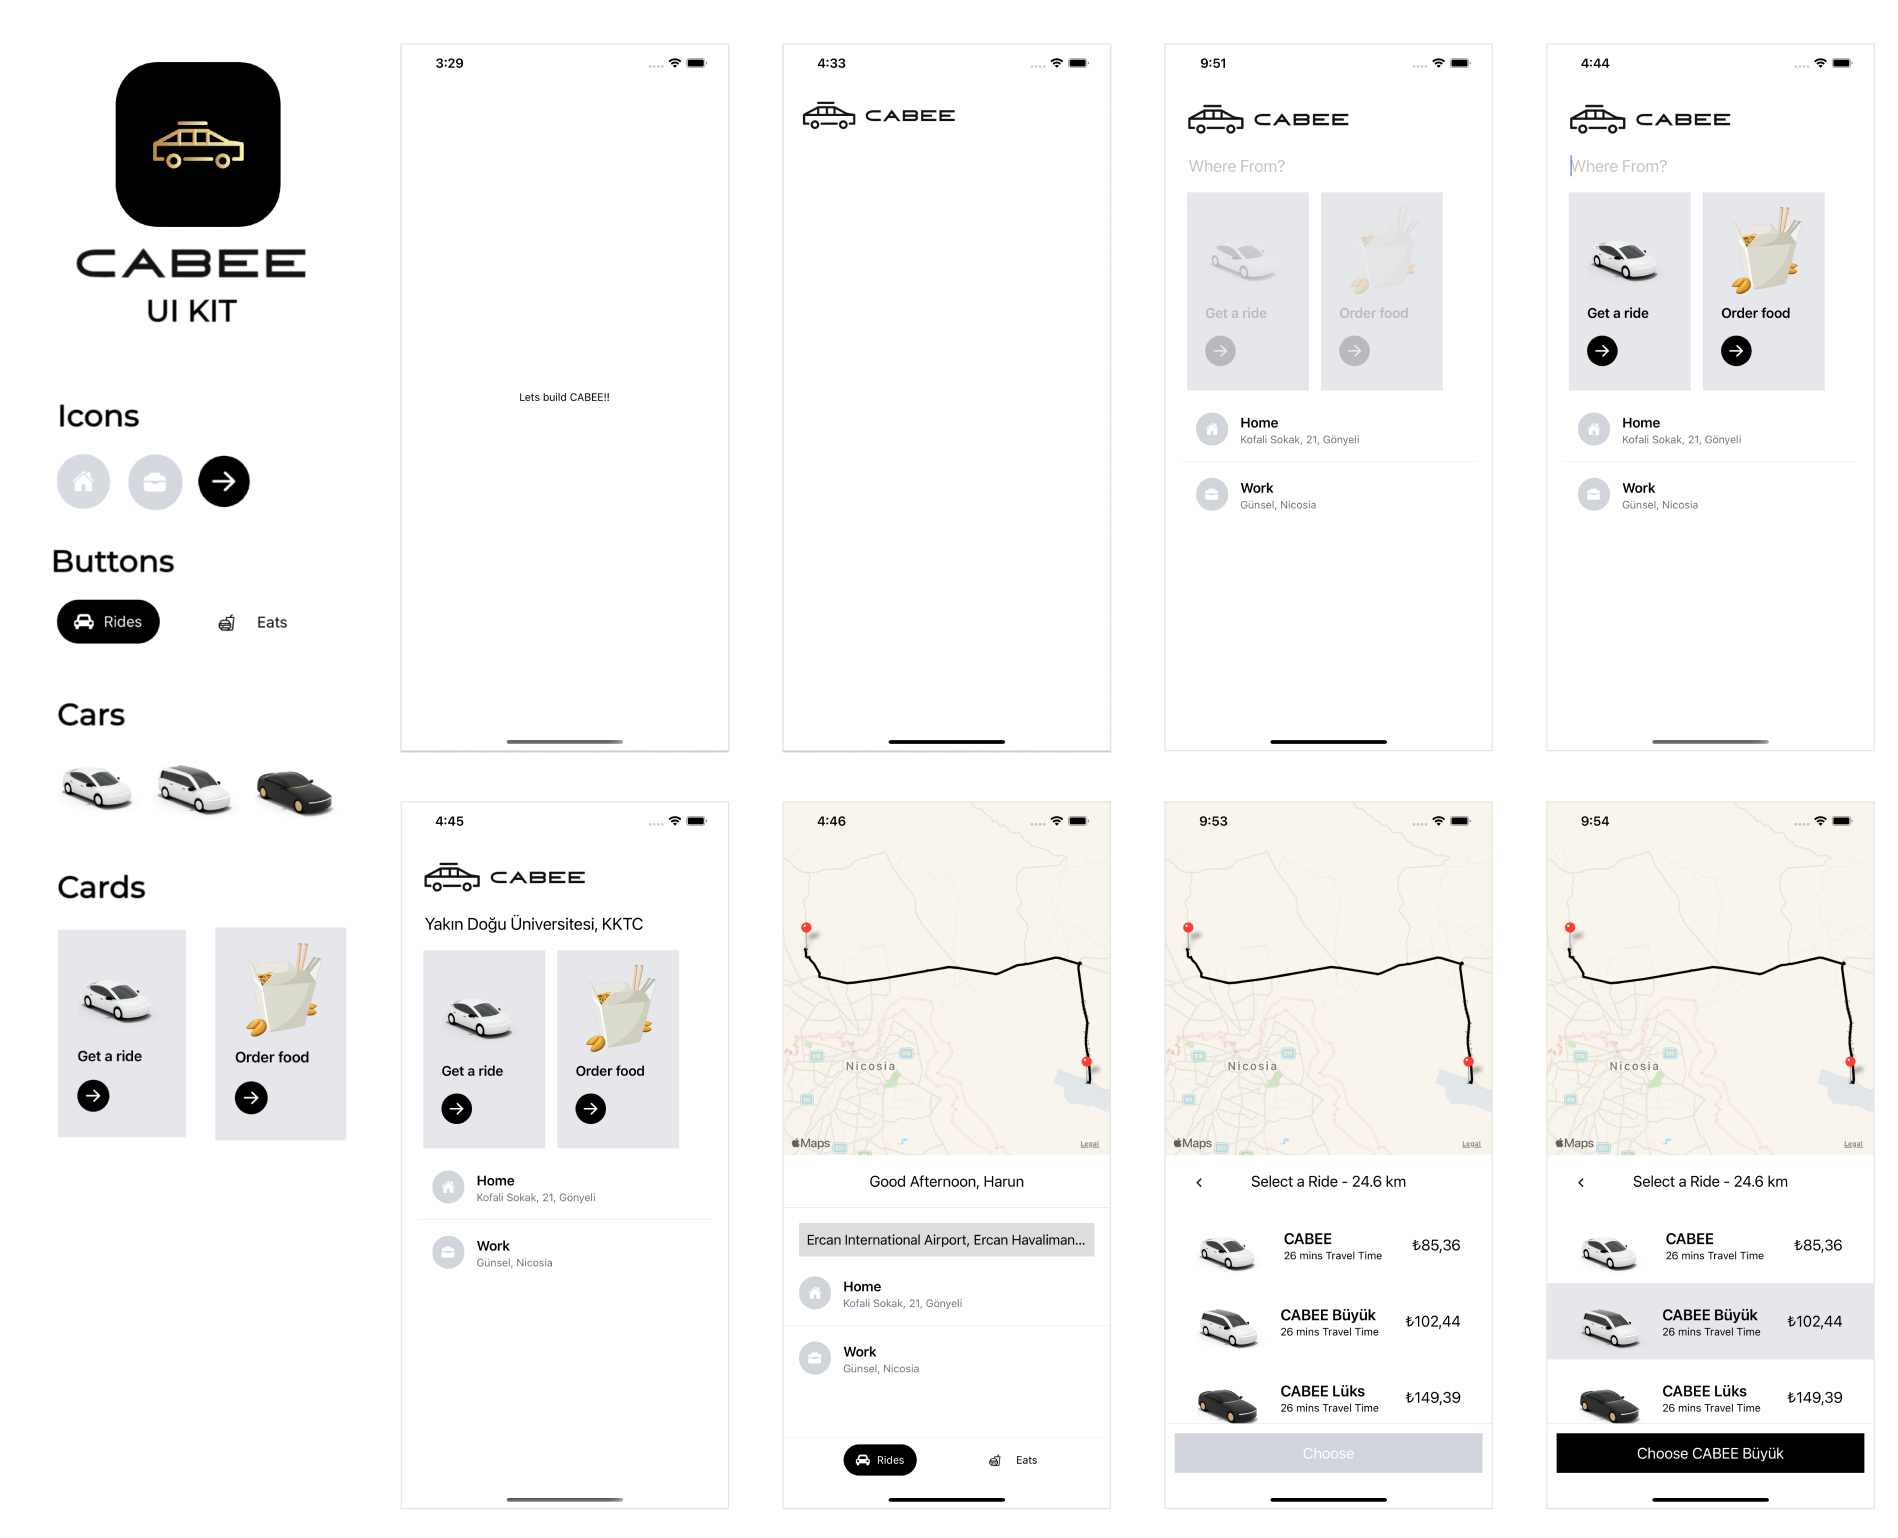 CABEE
UI KIT
Icons
Buttons
Rides
Eats
Cars
Cards
Get a ride
Order food
3:29
Lets build CABEE!!
4:33
CABEE
9:51
CABEE
Where From?
Get a ride
Order food
Home
Kofali Sokak, 21, Gönyeli
Work
Günsel, Nicosia
4:44
CABEE
Where From?
Get a ride
Order food
Home
Kofali Sokak, 21, Gönyeli
Work
Günsel, Nicosia
4:45
CABEE
Yakın Doğu Üniversitesi, KKTC
Get a ride
Order food
Home
Kofali Sokak, 21, Gönyeli
Work
Günsel, Nicosia
4:46
Nicosia
Maps
Legal
Good Afternoon, Harun
Ercan International Airport, Ercan Havaliman...
Home
Kofali Sokak, 21, Gönyeli
Work
Günsel, Nicosia
Rides
Eats
9:53
Nicosia
Maps
Legal
Select a Ride - 24.6 km
CABEE
26 mins Travel Time
₺85,36
CABEE Büyük
26 mins Travel Time
₺102,44
CABEE Lüks
26 mins Travel Time
₺149,39
Choose
9:54
Nicosia
Maps
Legal
Select a Ride - 24.6 km
CABEE
26 mins Travel Time
₺85,36
CABEE Büyük
26 mins Travel Time
₺102,44
CABEE Lüks
26 mins Travel Time
₺149,39
Choose CABEE Büyük